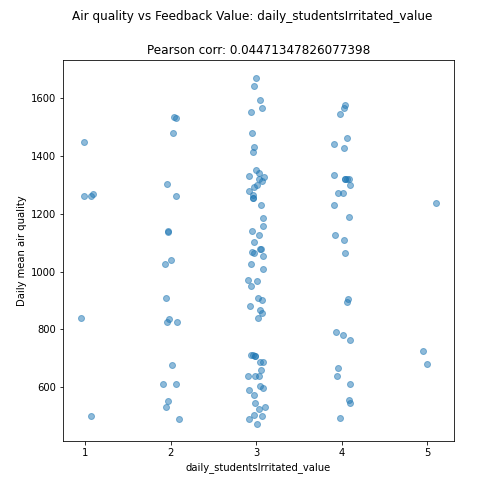 Air quality vs Feedback Value: daily_studentsIrritated_value
Pearson corr: 0.04471347826077398
1600
1400
1200
1000
800
600
Daily mean air quality
1 2 3 4 5
daily_studentsIrritated_value